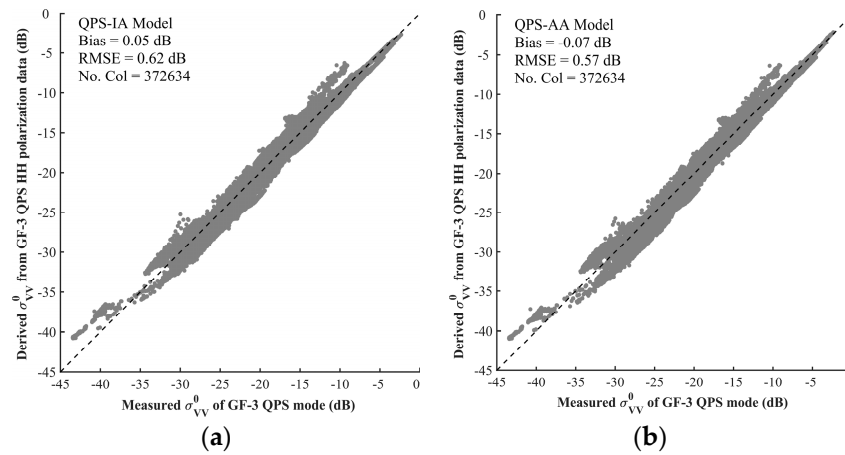 QPS-IA Model
Bias = 0.05 dB
RMSE = 0.62 dB
No. Col = 372634
Derived σ⁰VV from GF-3 QPS HH polarization data (dB)
0
-5
-10
-15
-20
-25
-30
-35
-40
-45
-45 -40 -35 -30 -25 -20 -15 -10 -5 0
Measured σ⁰VV of GF-3 QPS mode (dB)
(a)
QPS-AA Model
Bias = -0.07 dB
RMSE = 0.57 dB
No. Col = 372634
Derived σ⁰VV from GF-3 QPS HH polarization data (dB)
0
-5
-10
-15
-20
-25
-30
-35
-40
-45
-45 -40 -35 -30 -25 -20 -15 -10 -5
Measured σ⁰VV of GF-3 QPS mode (dB)
(b)